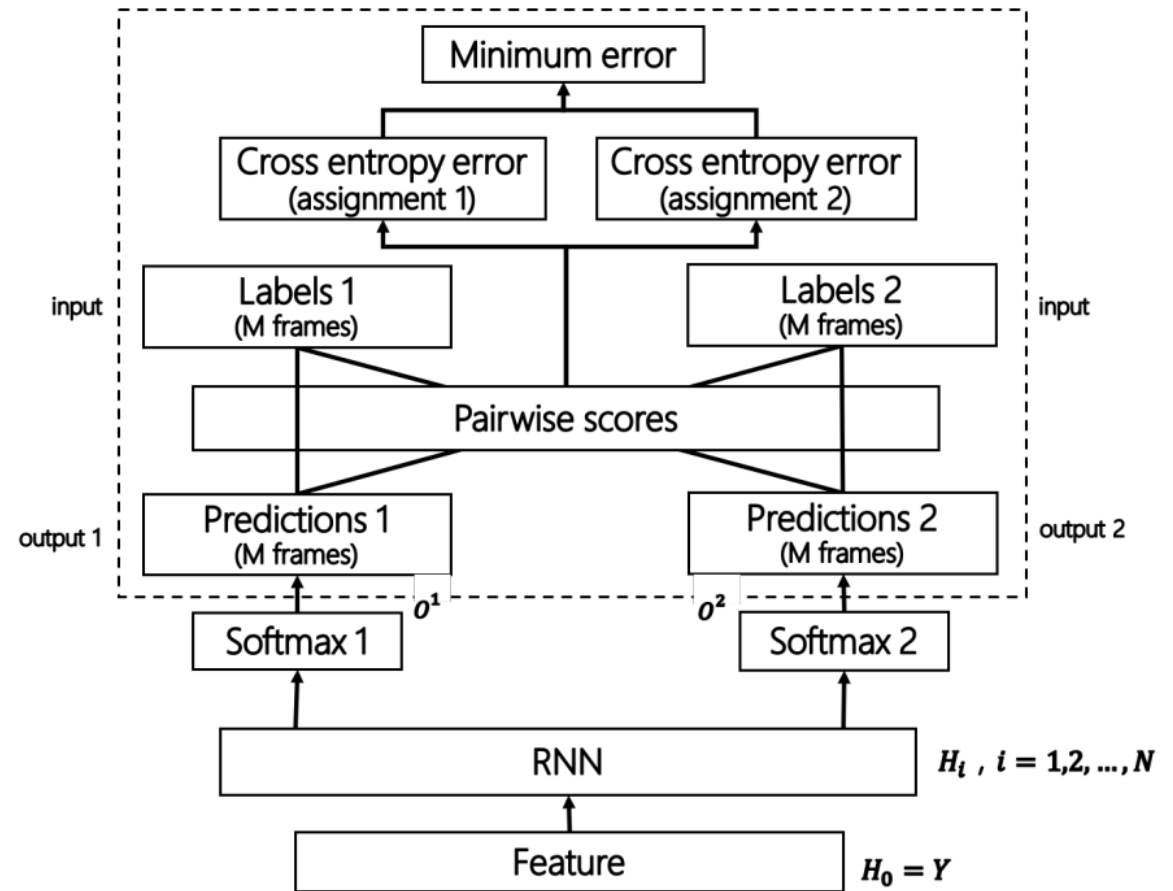 Minimum error
Cross entropy error
(assignment 1)
Cross entropy error
(assignment 2)
input
Labels 1
(M frames)
Labels 2
(M frames)
input
Pairwise scores
output 1
Predictions 1
(M frames)
Predictions 2
(M frames)
output 2
O¹
O²
Softmax 1
Softmax 2
RNN
Hᵢ , i = 1,2, …, N
Feature
H₀ = Y